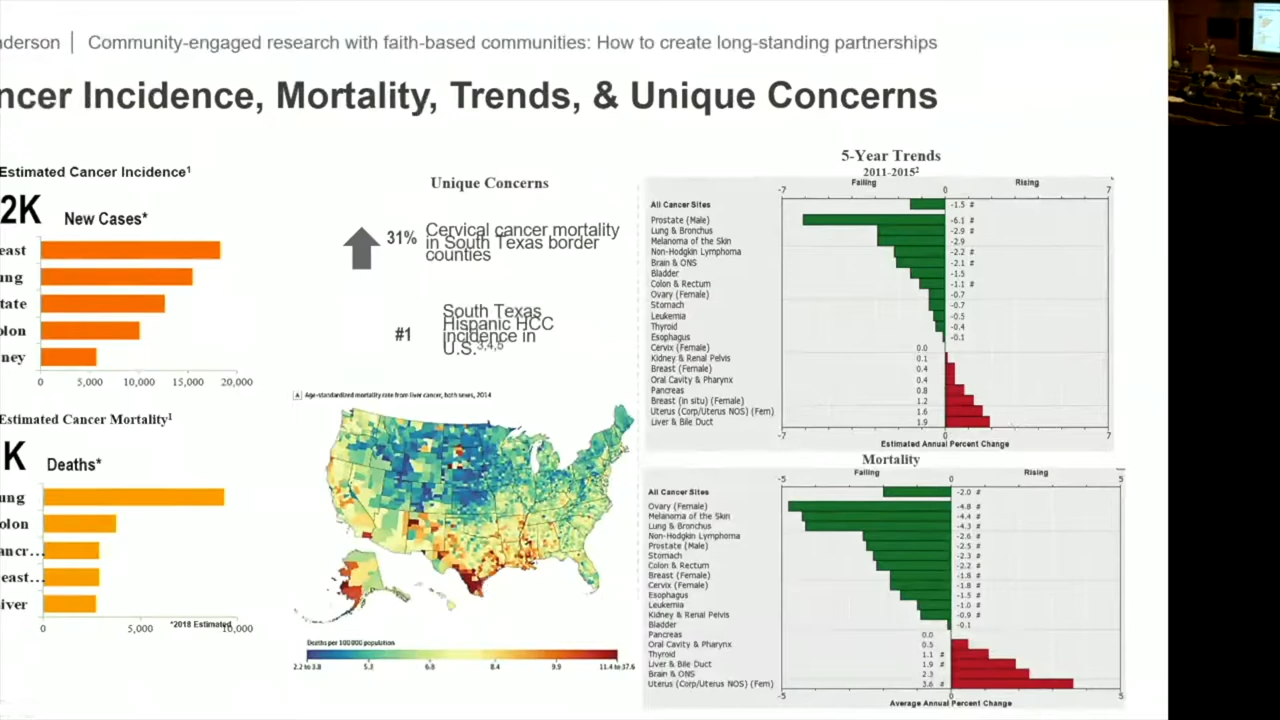 nderson | Community-engaged research with faith-based communities: How to create long-standing partnerships
ncer Incidence, Mortality, Trends, & Unique Concerns
Estimated Cancer Incidence¹
2K New Cases*
east
ng
tate
olon
ney
0 5,000 10,000 15,000 20,000
Estimated Cancer Mortality¹
K Deaths*
ung
olon
ancr...
east...
iver
0 5,000 10,000
*2018 Estimated
Unique Concerns
31% Cervical cancer mortality
in South Texas border
counties
#1 South Texas
Hispanic HCC
incidence in
U.S.3,4,5
A Age-standardized mortality rate from liver cancer, both sexes, 2014
Deaths per 100 000 population
2.2 to 3.8 5.3 6.8 8.4 9.9 11.4 to 37.6
5-Year Trends
2011-2015²
Falling Rising
-7 0 7
All Cancer Sites -1.5 #
Prostate (Male) -6.1 #
Lung & Bronchus -2.9 #
Melanoma of the Skin -2.9
Non-Hodgkin Lymphoma -2.2 #
Brain & ONS -2.1 #
Bladder -1.5
Colon & Rectum -1.1 #
Ovary (Female) -0.7
Stomach -0.7
Leukemia -0.5
Thyroid -0.4
Esophagus -0.1
Cervix (Female) 0.0
Kidney & Renal Pelvis 0.1
Breast (Female) 0.4
Oral Cavity & Pharynx 0.4
Pancreas 0.8
Breast (in situ) (Female) 1.2
Uterus (Corp/Uterus NOS) (Fem) 1.6
Liver & Bile Duct 1.9
-7 0 7
Estimated Annual Percent Change
Mortality
Falling Rising
-5 0 5
All Cancer Sites -2.0 #
Ovary (Female) -4.8 #
Melanoma of the Skin -4.4 #
Lung & Bronchus -4.3 #
Non-Hodgkin Lymphoma -2.6 #
Prostate (Male) -2.5 #
Stomach -2.3 #
Colon & Rectum -2.2 #
Breast (Female) -1.8 #
Cervix (Female) -1.8 #
Esophagus -1.5 #
Leukemia -1.0 #
Kidney & Renal Pelvis -0.9 #
Bladder -0.1
Pancreas 0.0
Oral Cavity & Pharynx 0.5
Thyroid 1.1 #
Liver & Bile Duct 1.9 #
Brain & ONS 2.3
Uterus (Corp/Uterus NOS) (Fem) 3.6 #
-5 0 5
Average Annual Percent Change